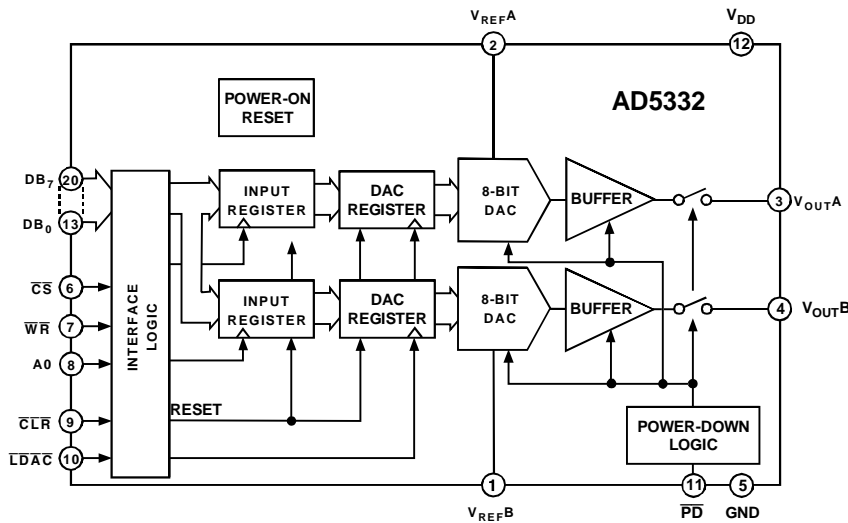 VREFA
VDD
2
12
POWER-ON
RESET
AD5332
DB7
20
DB0
13
INPUT
REGISTER
DAC
REGISTER
8-BIT
DAC
BUFFER
3
VOUTA
CS
6
WR
7
A0
8
CLR
9
LDAC
10
INTERFACE
LOGIC
INPUT
REGISTER
DAC
REGISTER
8-BIT
DAC
BUFFER
4
VOUTB
RESET
POWER-DOWN
LOGIC
1
11
5
VREFB
PD
GND